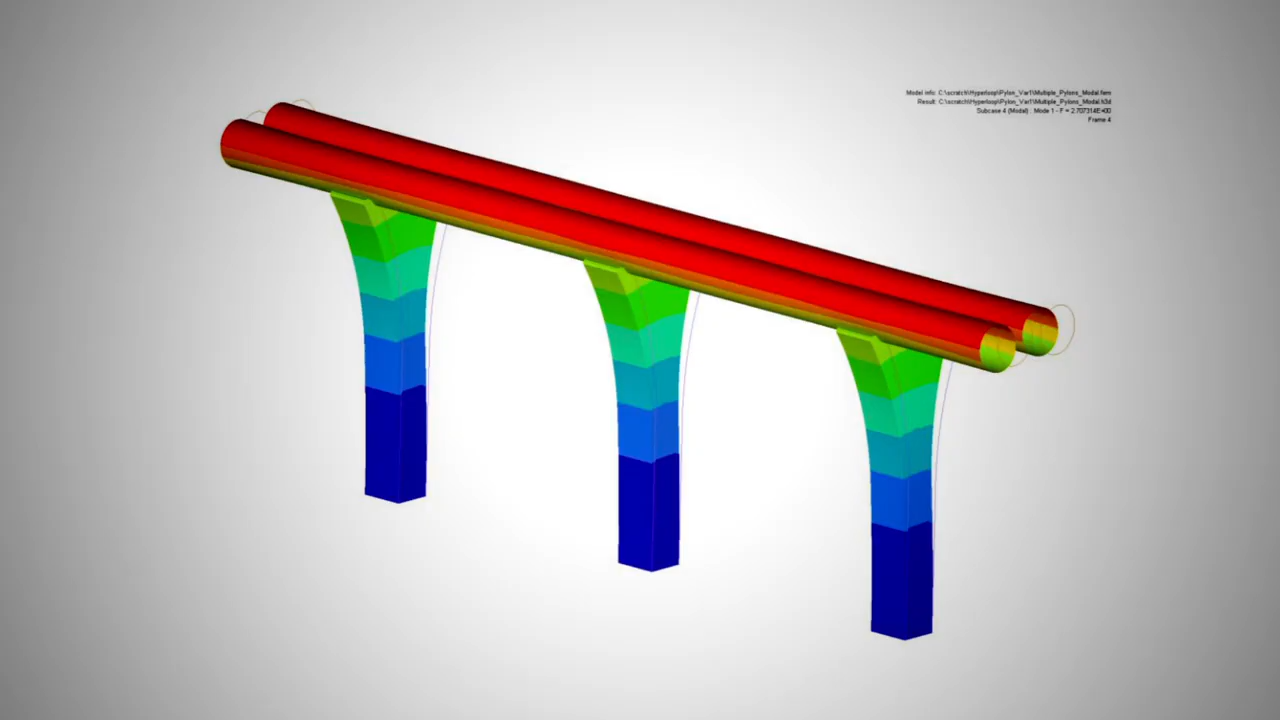 Model info: C:\scratch\Hyperloop\Pylon_Var1\Multiple_Pylons_Modal.fem
Result: C:\scratch\Hyperloop\Pylon_Var1\Multiple_Pylons_Modal.h3d
Subcase 4 (Modal) : Mode 1 - F = 2.707314E+00
Frame 4